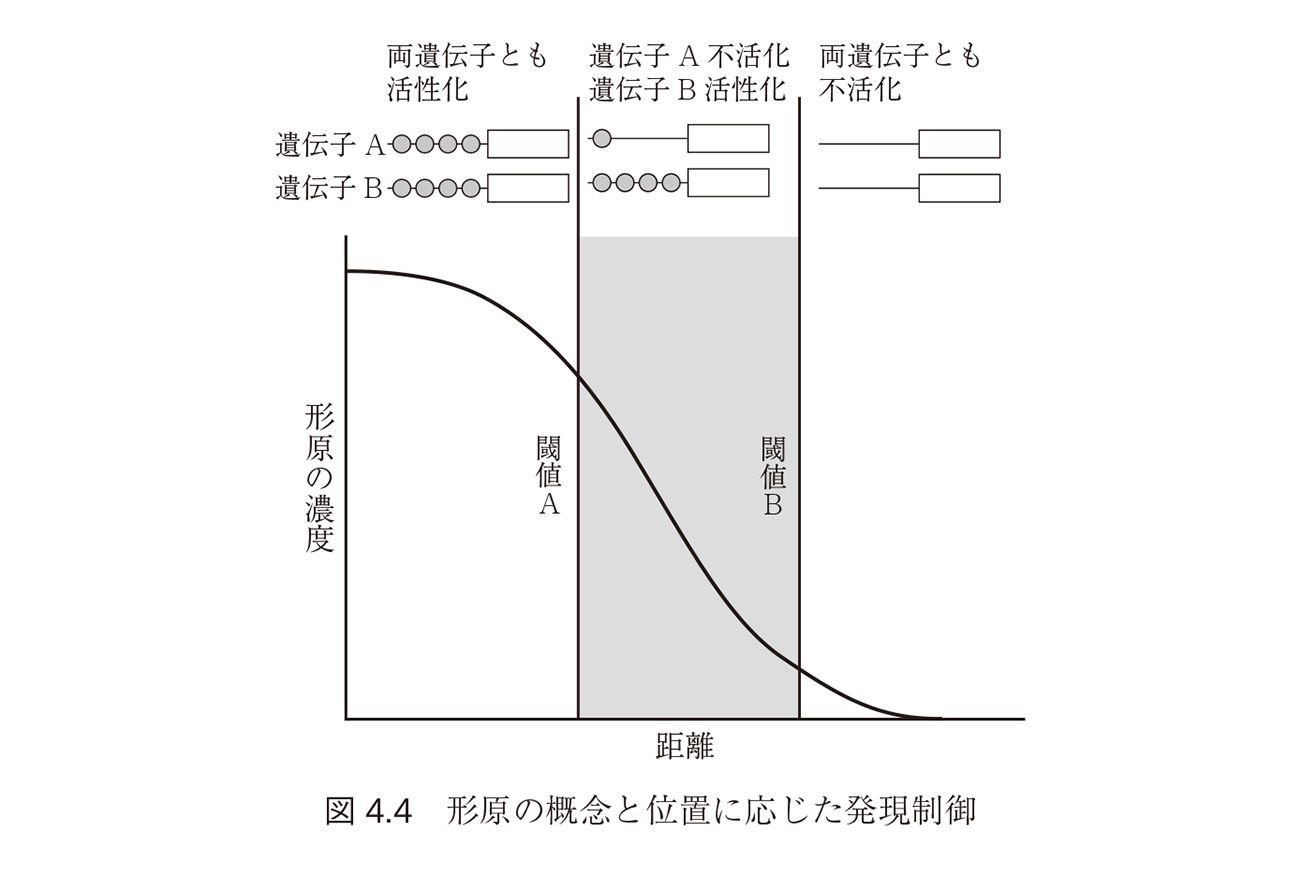 両遺伝子とも
活性化
遺伝子 A 不活化
遺伝子 B 活性化
両遺伝子とも
不活化
遺伝子 A
遺伝子 B
形原の濃度
閾値A
閾値B
距離
図 4.4　形原の概念と位置に応じた発現制御